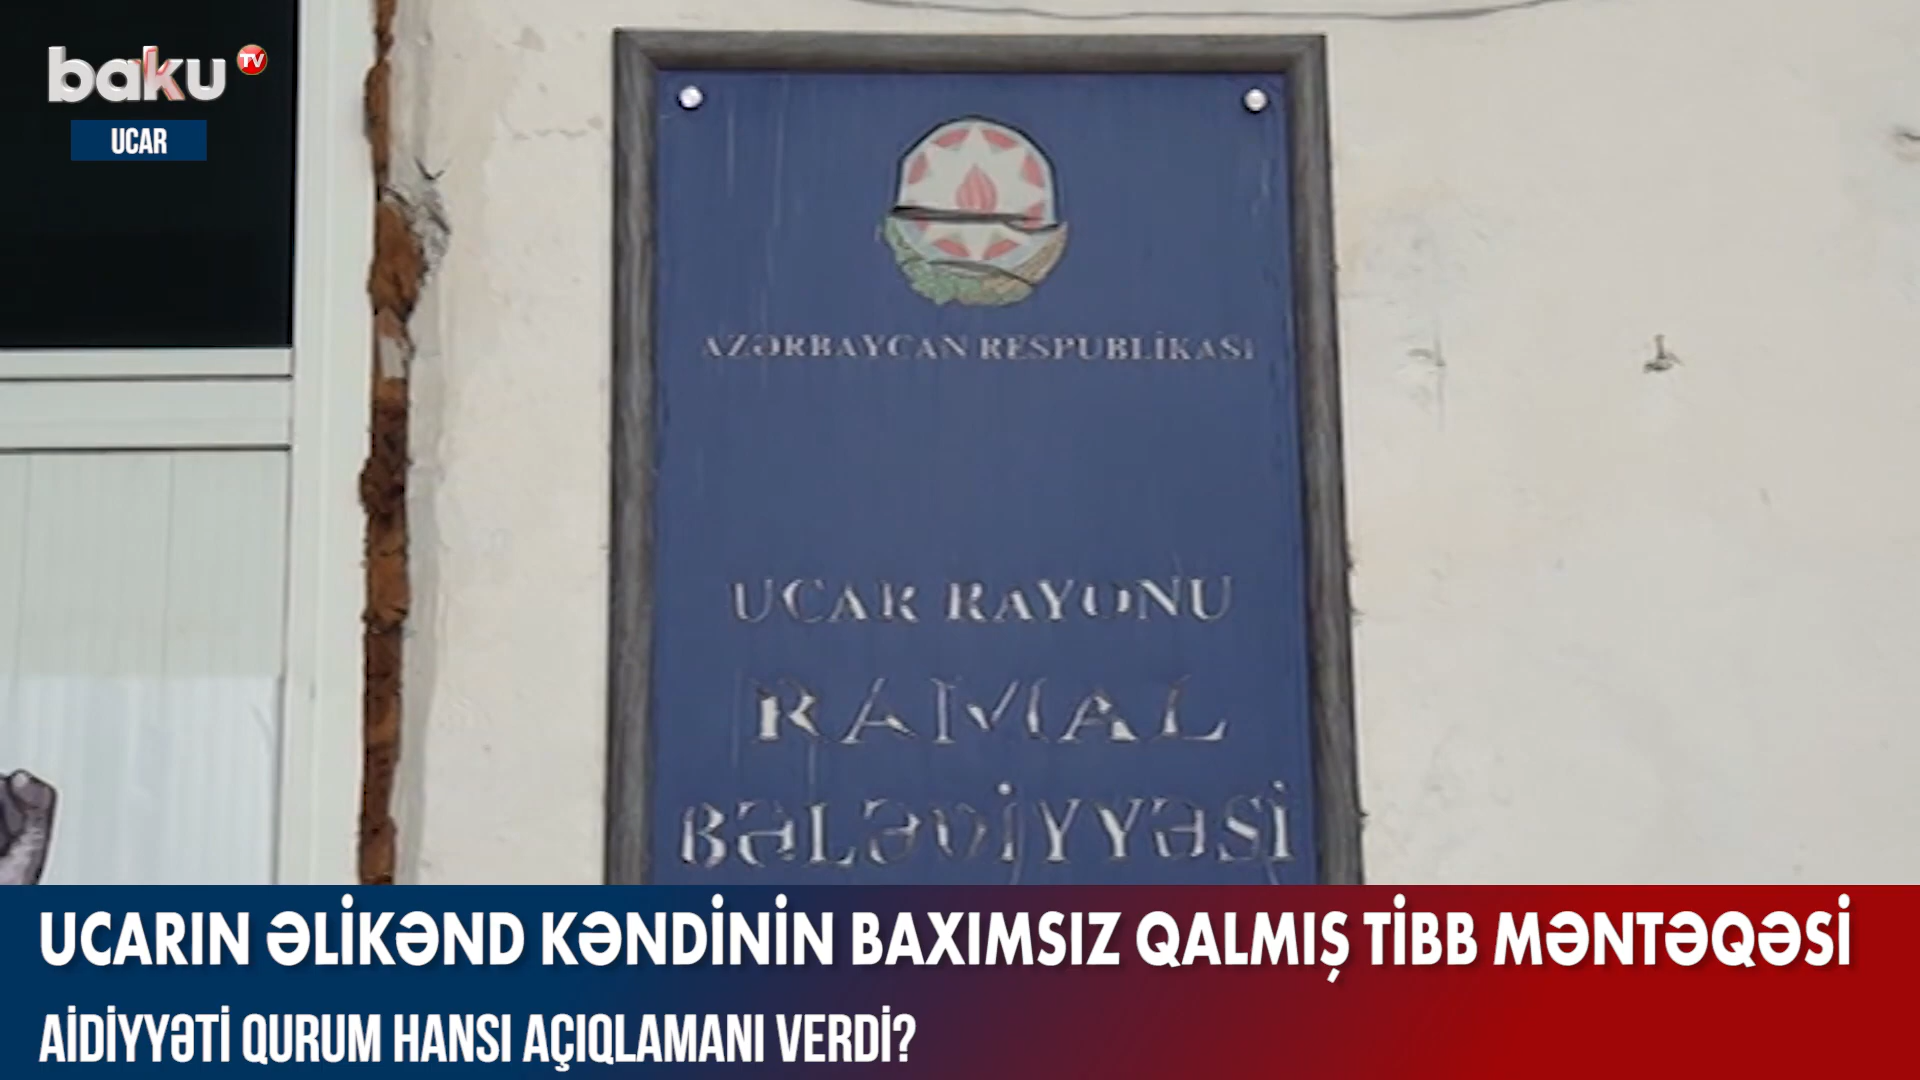 baku TV
UCAR
AZƏRBAYCAN RESPUBLİKASI
UCAR RAYONU
RAMAL
BƏLƏDİYYƏSİ
UCARIN ƏLİKƏND KƏNDİNİN BAXIMSIZ QALMIŞ TİBB MƏNTƏQƏSİ
AİDİYYƏTİ QURUM HANSI AÇIQLAMANI VERDİ?